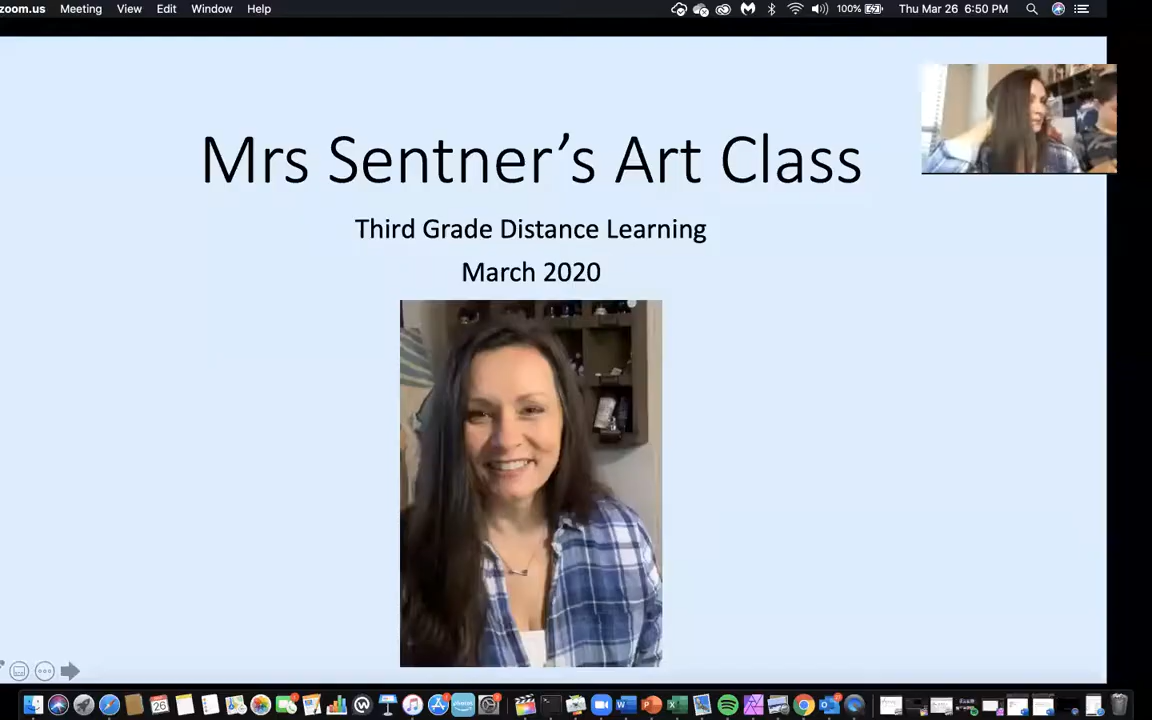 zoom.us Meeting View Edit Window Help 100% Thu Mar 26 6:50 PM
Mrs Sentner’s Art Class
Third Grade Distance Learning
March 2020
26